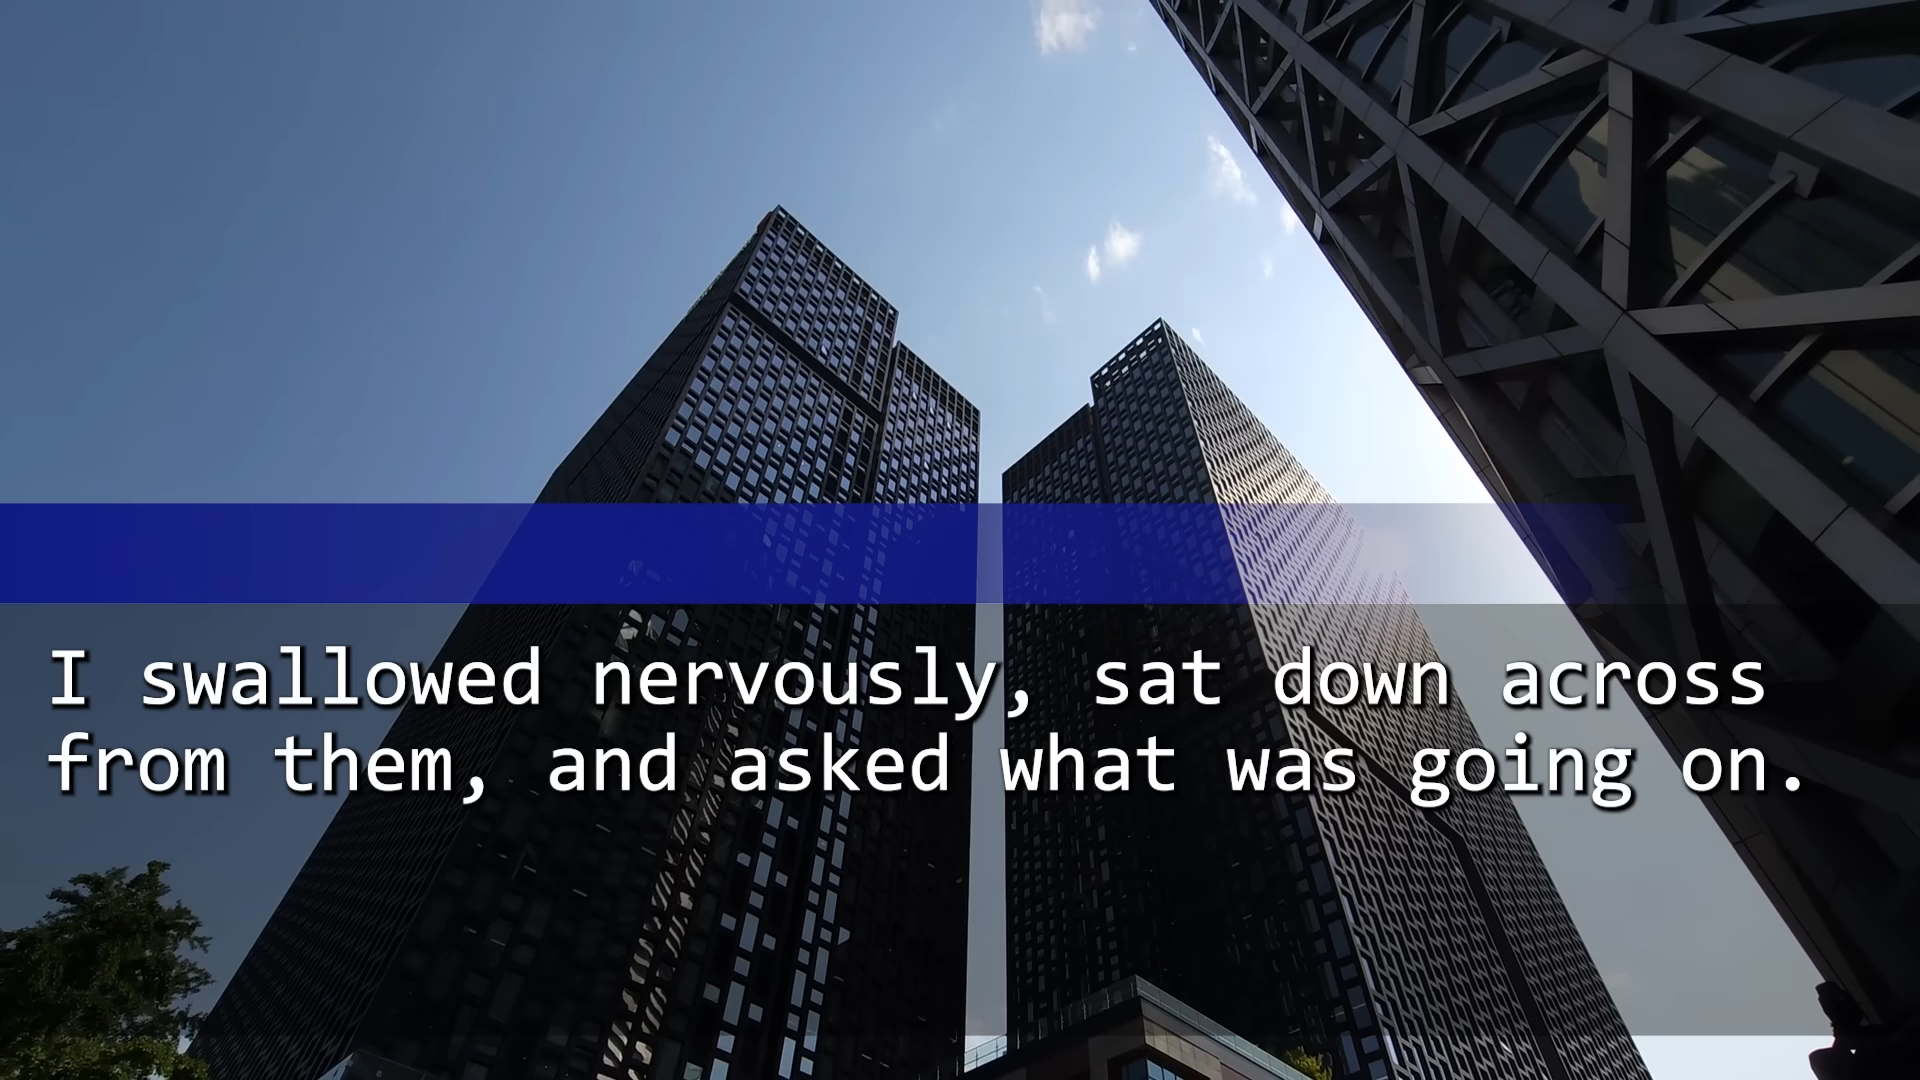 I swallowed nervously, sat down across
from them, and asked what was going on.